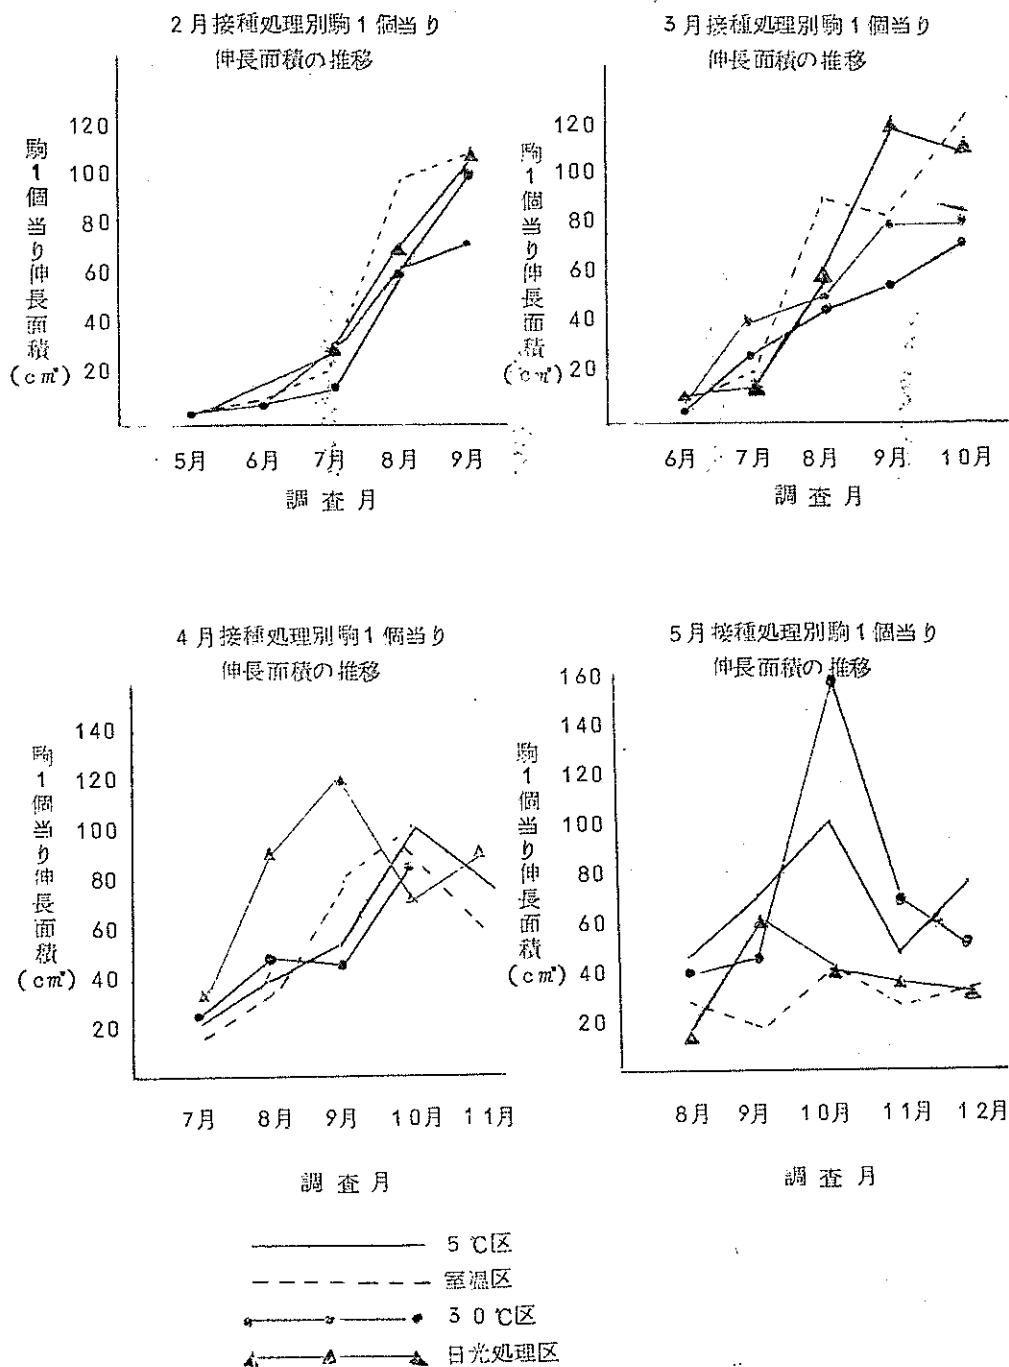 2月接種処理別駒1個当り
伸長面積の推移
駒1個当り伸長面積
(cm²)
120
100
80
60
40
20
5月 6月 7月 8月 9月
調査月
3月接種処理別駒1個当り
伸長面積の推移
駒1個当り伸長面積
(cm²)
120
100
80
60
40
20
6月 7月 8月 9月 10月
調査月
4月接種処理別駒1個当り
伸長面積の推移
駒1個当り伸長面積
(cm²)
140
120
100
80
60
40
20
7月 8月 9月 10月 11月
調査月
5月接種処理別駒1個当り
伸長面積の推移
駒1個当り伸長面積
(cm²)
160
140
120
100
80
60
40
20
8月 9月 10月 11月 12月
調査月
5℃区
室温区
30℃区
日光処理区